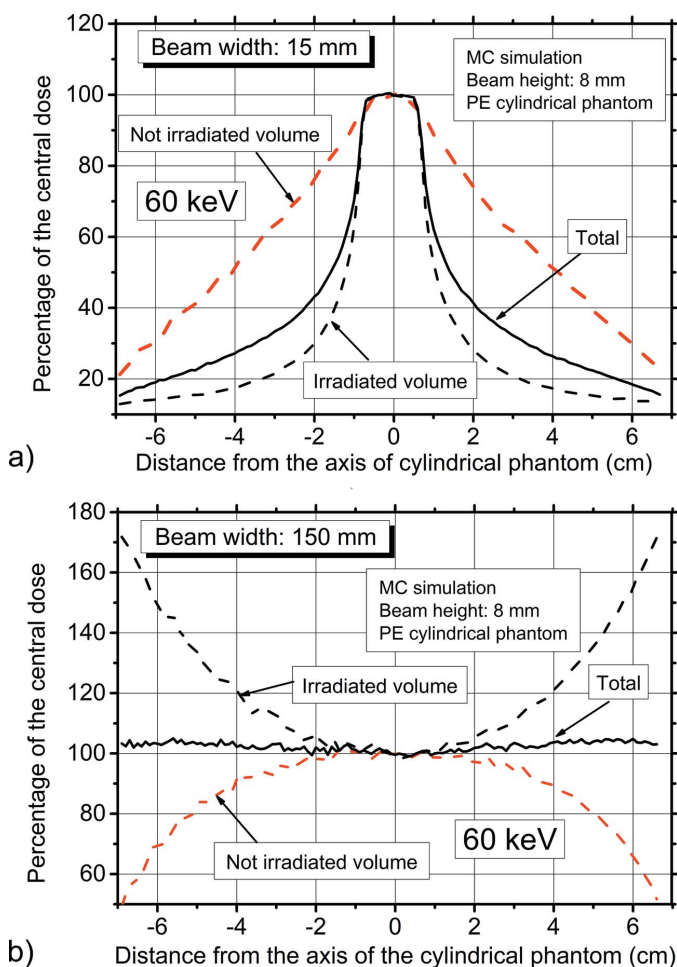 120
100
80
60
40
20
Percentage of the central dose
Beam width: 15 mm
MC simulation
Beam height: 8 mm
PE cylindrical phantom
Not irradiated volume
60 keV
Total
Irradiated volume
-6 -4 -2 0 2 4 6
a) Distance from the axis of cylindrical phantom (cm)
180
160
140
120
100
80
60
Percentage of the central dose
Beam width: 150 mm
MC simulation
Beam height: 8 mm
PE cylindrical phantom
Irradiated volume
Total
60 keV
Not irradiated volume
-6 -4 -2 0 2 4 6
b) Distance from the axis of the cylindrical phantom (cm)